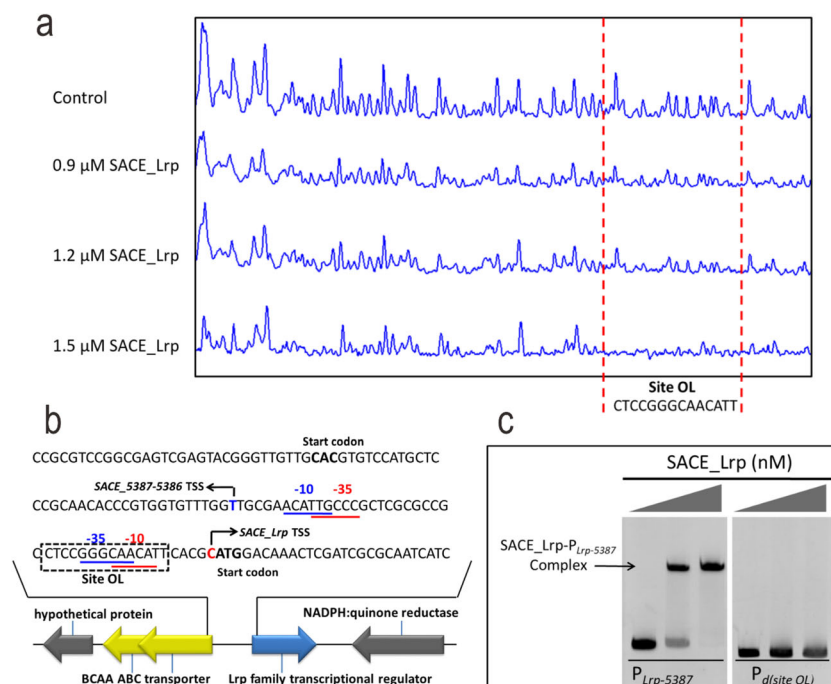 a
Control
0.9 µM SACE_Lrp
1.2 µM SACE_Lrp
1.5 µM SACE_Lrp
Site OL
CTCCGGGCAACATT
b
Start codon
CCGCGTCCGGCGAGTCGAGTACGGGTTGTTGCACGTGTCCATGCTC
SACE_5387-5386 TSS
-10
-35
CCGCAACACCCGTGGTGTTTGGTTGCGAACATTGCCCGCTCGCGCCG
-35
-10
SACE_Lrp TSS
CCTCCGGGCAACATTCACGCATGGACAAACTCGATCGCGCAATCATC
Site OL
Start codon
hypothetical protein
NADPH:quinone reductase
BCAA ABC transporter
Lrp family transcriptional regulator
c
SACE_Lrp (nM)
SACE_Lrp-PLrp-5387
Complex
PLrp-5387
Pd(site OL)